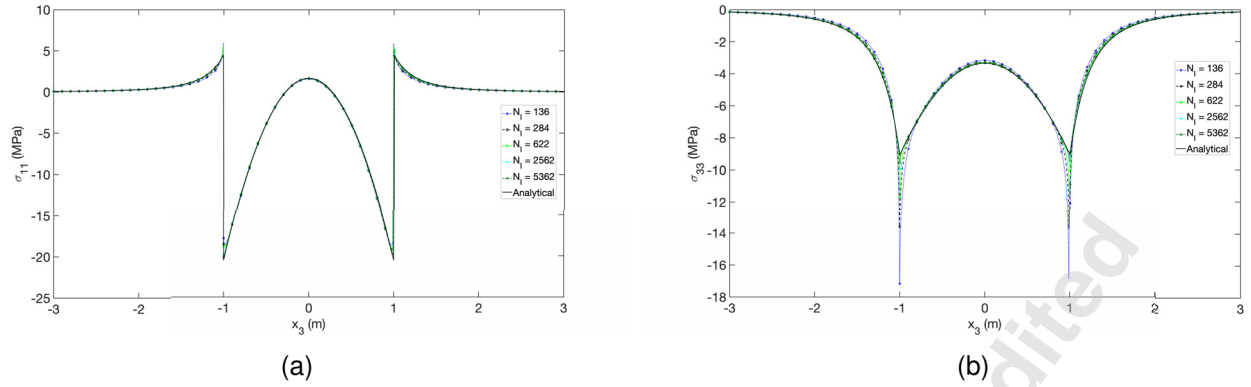 10
5
0
-5
-10
-15
-20
-25
σ11 (MPa)
-3 -2 -1 0 1 2 3
x3 (m)
NI = 136
NI = 284
NI = 622
NI = 2562
NI = 5362
Analytical
(a)
0
-2
-4
-6
-8
-10
-12
-14
-16
-18
σ33 (MPa)
-3 -2 -1 0 1 2 3
x3 (m)
NI = 136
NI = 284
NI = 622
NI = 2562
NI = 5362
Analytical
(b)
dited